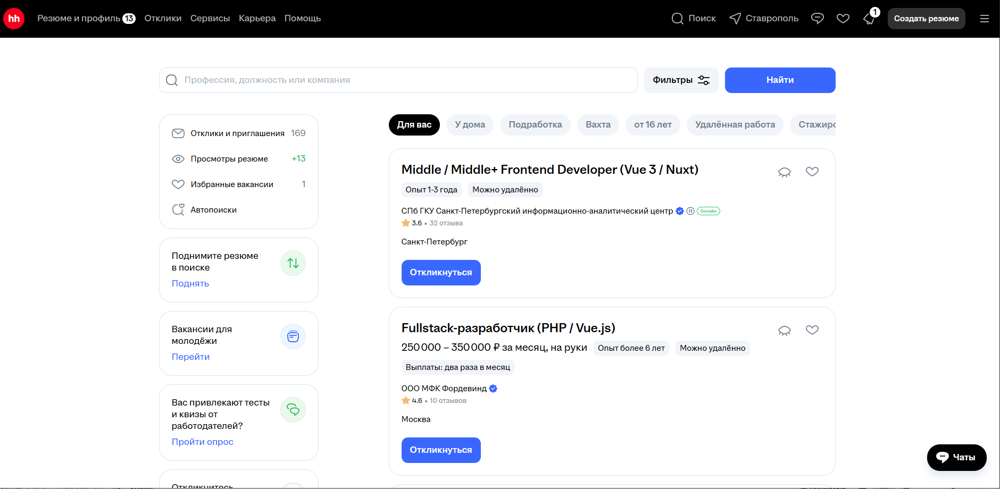 hh Резюме и профиль 13 Отклики Сервисы Карьера Помощь Поиск Ставрополь 1 Создать резюме
Профессия, должность или компания Фильтры Найти
Отклики и приглашения 169
Просмотры резюме +13
Избранные вакансии 1
Автопоиски
Поднимите резюме
в поиске
Поднять
Вакансии для
молодёжи
Перейти
Вас привлекают тесты
и квизы от
работодателей?
Пройти опрос
Откликнитесь
Для вас У дома Подработка Вахта от 16 лет Удалённая работа Стажирс
Middle / Middle+ Frontend Developer (Vue 3 / Nuxt)
Опыт 1-3 года Можно удалённо
СПб ГКУ Санкт-Петербургский информационно-аналитический центр it Онлайн
3.6 • 32 отзыва
Санкт-Петербург
Откликнуться
Fullstack-разработчик (PHP / Vue.js)
250 000 – 350 000 ₽ за месяц, на руки Опыт более 6 лет Можно удалённо
Выплаты: два раза в месяц
ООО МФК Фордевинд
4.6 • 10 отзывов
Москва
Откликнуться
Чаты